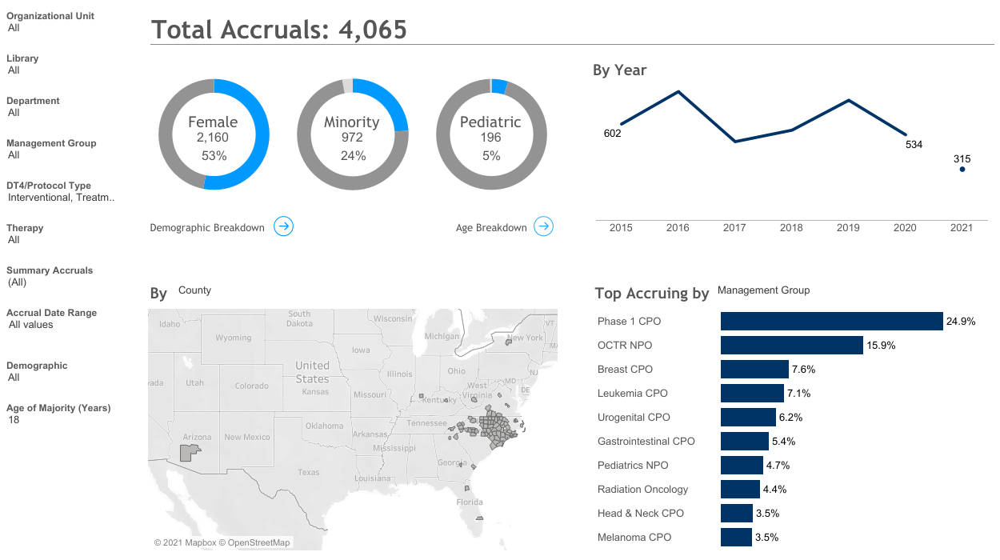 Organizational Unit
All
Library
All
Department
All
Management Group
All
DT4/Protocol Type
Interventional, Treatm..
Therapy
All
Summary Accruals
(All)
Accrual Date Range
All values
Demographic
All
Age of Majority (Years)
18
Total Accruals: 4,065
Female
2,160
53%
Minority
972
24%
Pediatric
196
5%
Demographic Breakdown
Age Breakdown
By Year
602
534
315
2015 2016 2017 2018 2019 2020 2021
By County
Idaho
South
Dakota
Wisconsin
VT
Wyoming
Michigan
New York
MA
Iowa
vada
Utah
Colorado
United
States
Kansas
Illinois
Ohio
NJ
MD
DE
Missouri
West
Virginia
Kentucky
Arizona
New Mexico
Oklahoma
Arkansas
Tennessee
Mississippi
Georgia
Texas
Louisiana
Florida
© 2021 Mapbox © OpenStreetMap
Top Accruing by Management Group
Phase 1 CPO 24.9%
OCTR NPO 15.9%
Breast CPO 7.6%
Leukemia CPO 7.1%
Urogenital CPO 6.2%
Gastrointestinal CPO 5.4%
Pediatrics NPO 4.7%
Radiation Oncology 4.4%
Head & Neck CPO 3.5%
Melanoma CPO 3.5%